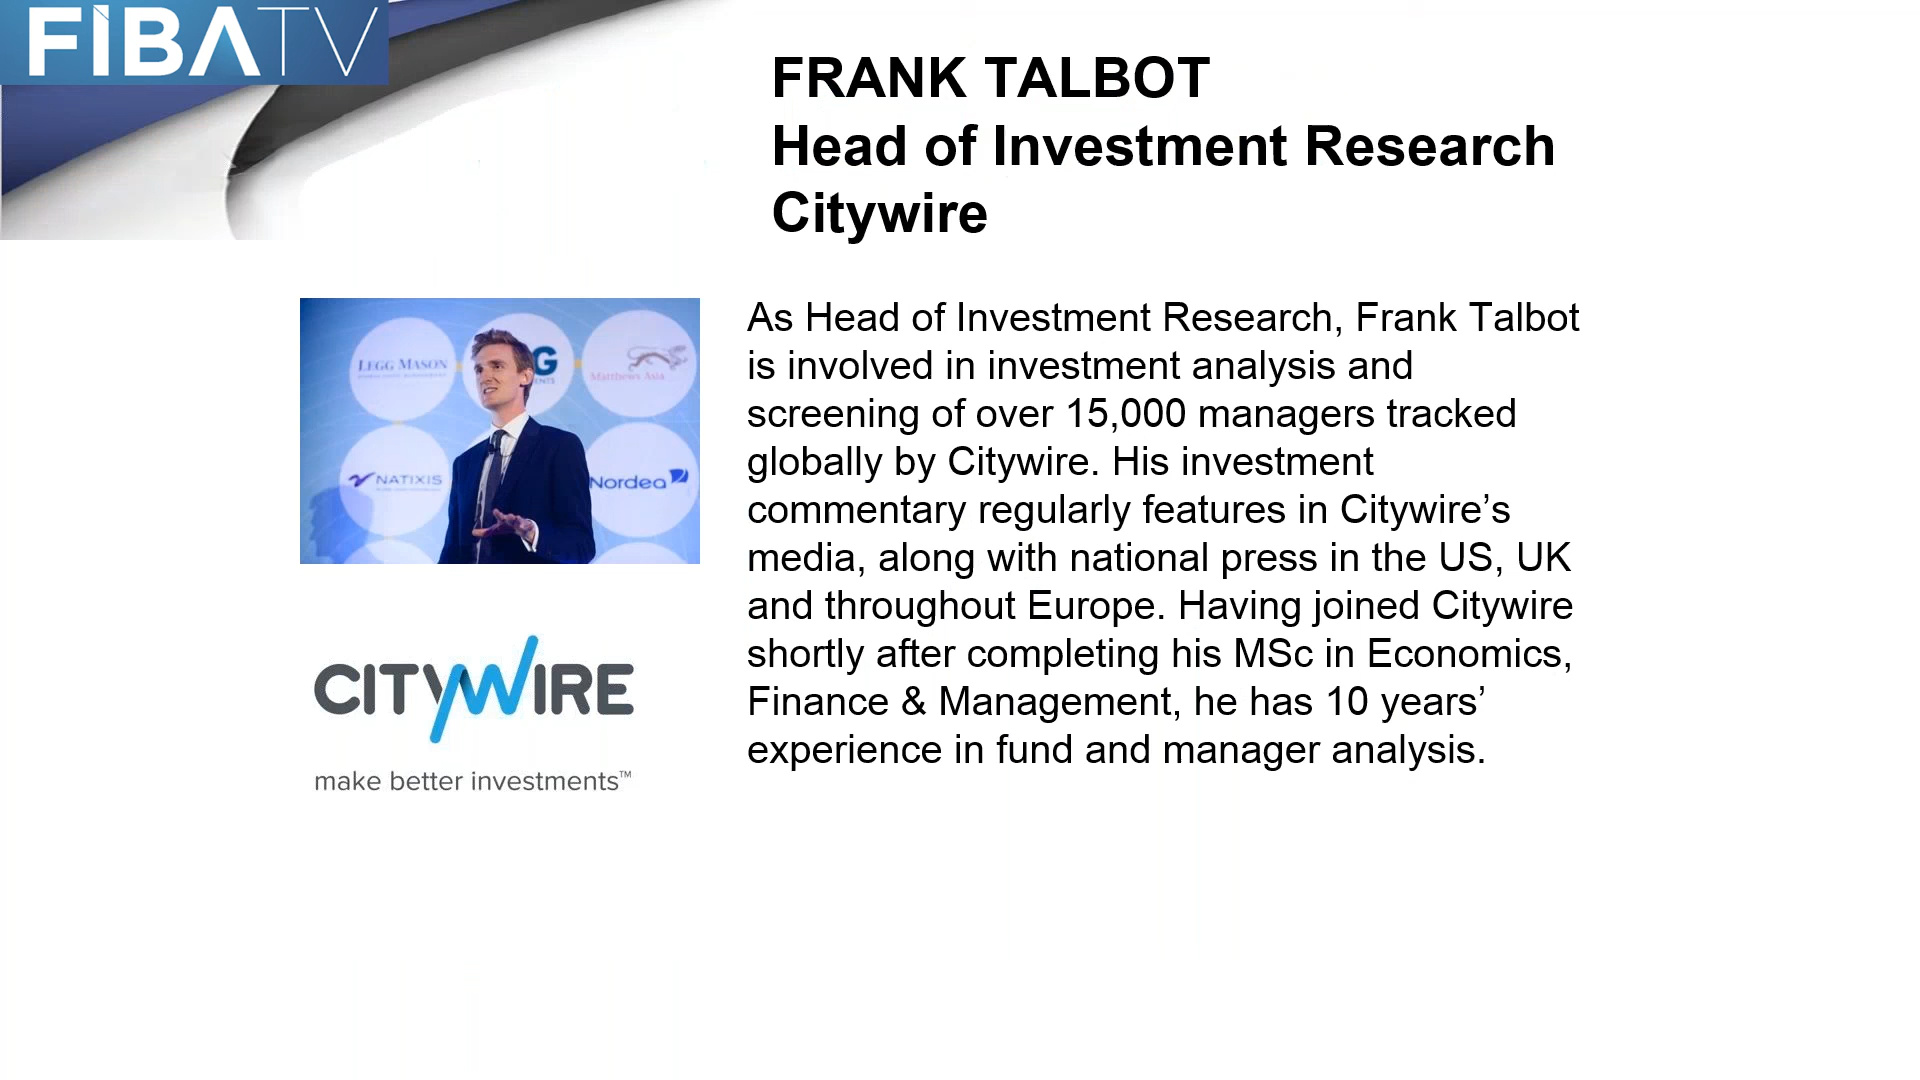 FIBATV
FRANK TALBOT
Head of Investment Research
Citywire
LEGG MASON
G
Matthews Asia
NATIXIS
Nordea
As Head of Investment Research, Frank Talbot
is involved in investment analysis and
screening of over 15,000 managers tracked
globally by Citywire. His investment
commentary regularly features in Citywire’s
media, along with national press in the US, UK
and throughout Europe. Having joined Citywire
shortly after completing his MSc in Economics,
Finance & Management, he has 10 years’
experience in fund and manager analysis.
CITYWIRE
make better investments™